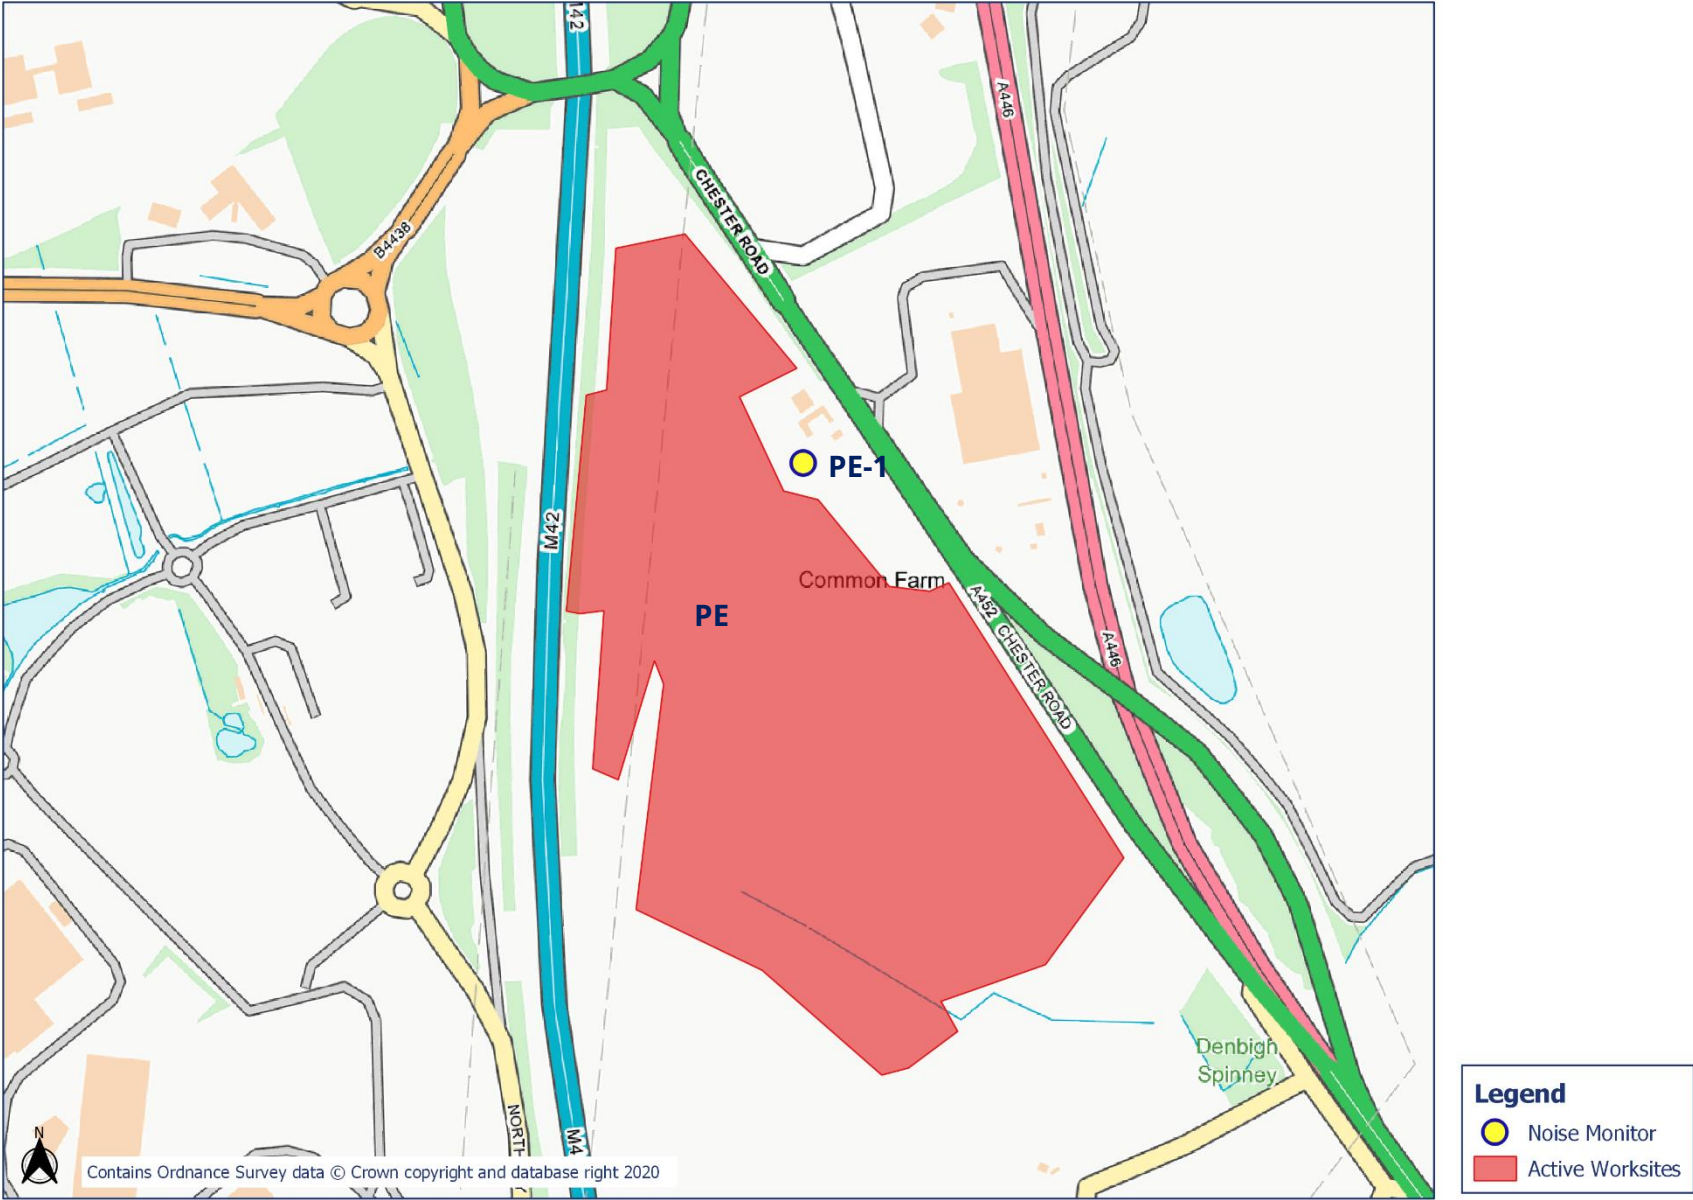 M42
A446
CHESTER ROAD
B4438
PE-1
M42
Common Farm
A452 CHESTER ROAD
PE
A446
Denbigh
Spinney
NORTH
M4
N
Contains Ordnance Survey data © Crown copyright and database right 2020
Legend
Noise Monitor
Active Worksites